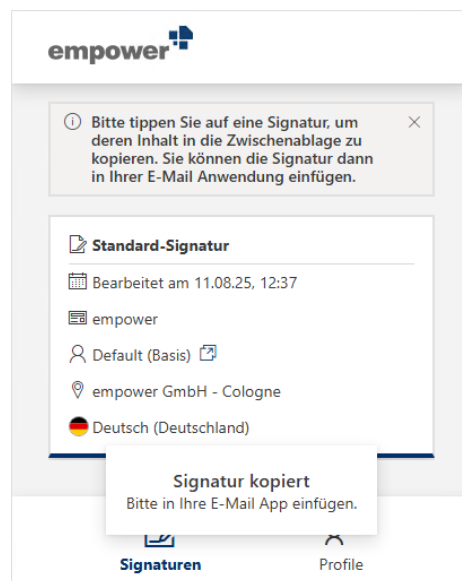 empower
Bitte tippen Sie auf eine Signatur, um
deren Inhalt in die Zwischenablage zu
kopieren. Sie können die Signatur dann
in Ihrer E-Mail Anwendung einfügen.
Standard-Signatur
Bearbeitet am 11.08.25, 12:37
empower
Default (Basis)
empower GmbH - Cologne
Deutsch (Deutschland)
Signatur kopiert
Bitte in Ihre E-Mail App einfügen.
Signaturen
Profile